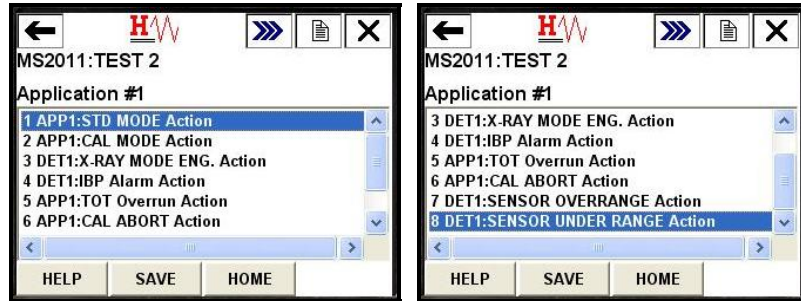 H
MS2011:TEST 2
Application #1
1 APP1:STD MODE Action
2 APP1:CAL MODE Action
3 DET1:X-RAY MODE ENG. Action
4 DET1:IBP Alarm Action
5 APP1:TOT Overrun Action
6 APP1:CAL ABORT Action
HELP SAVE HOME
H
MS2011:TEST 2
Application #1
3 DET1:X-RAY MODE ENG. Action
4 DET1:IBP Alarm Action
5 APP1:TOT Overrun Action
6 APP1:CAL ABORT Action
7 DET1:SENSOR OVERRANGE Action
8 DET1:SENSOR UNDER RANGE Action
HELP SAVE HOME